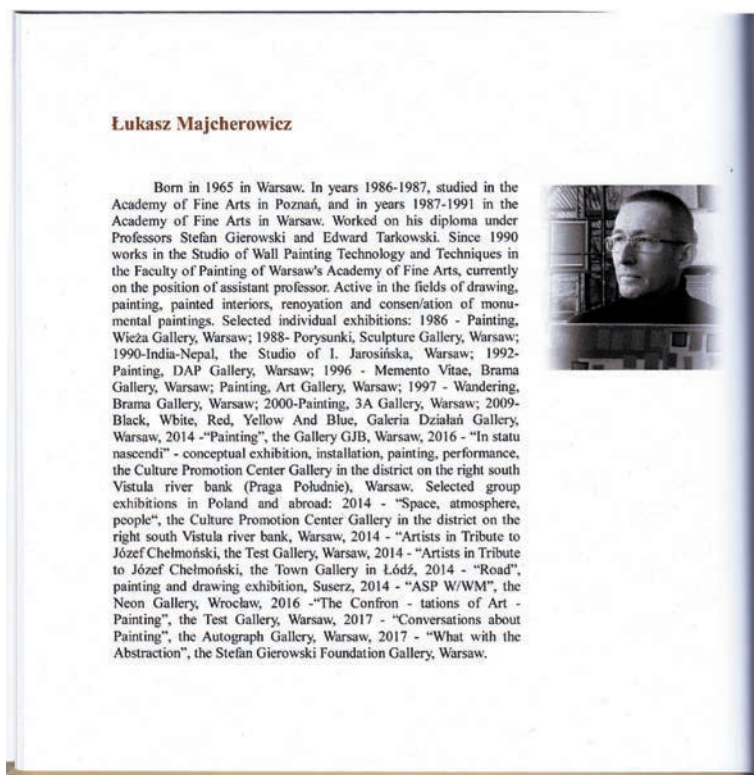 Łukasz Majcherowicz
Born in 1965 in Warsaw. In years 1986-1987, studied in the
Academy of Fine Arts in Poznań, and in years 1987-1991 in the
Academy of Fine Arts in Warsaw. Worked on his diploma under
Professors Stefan Gierowski and Edward Tarkowski. Since 1990
works in the Studio of Wall Painting Technology and Techniques in
the Faculty of Painting of Warsaw's Academy of Fine Arts, currently
on the position of assistant professor. Active in the fields of drawing,
painting, painted interiors, renoyation and consen/ation of monu-
mental paintings. Selected individual exhibitions: 1986 - Painting,
Wieża Gallery, Warsaw; 1988- Porysunki, Sculpture Gallery, Warsaw;
1990-India-Nepal, the Studio of I. Jarosińska, Warsaw; 1992-
Painting, DAP Gallery, Warsaw; 1996 - Memento Vitae, Brama
Gallery, Warsaw; Painting, Art Gallery, Warsaw; 1997 - Wandering,
Brama Gallery, Warsaw; 2000-Painting, 3A Gallery, Warsaw; 2009-
Black, Wbite, Red, Yellow And Blue, Galeria Działań Gallery,
Warsaw, 2014 -“Painting”, the Gallery GJB, Warsaw, 2016 - “In statu
nascendi” - conceptual exhibition, installation, painting, performance,
the Culture Promotion Center Gallery in the district on the right south
Vistula river bank (Praga Południe), Warsaw. Selected group
exhibitions in Poland and abroad: 2014 - “Space, atmosphere,
people“, the Culture Promotion Center Gallery in the district on the
right south Vistula river bank, Warsaw, 2014 - “Artists in Tribute to
Józef Chełmoński, the Test Gallery, Warsaw, 2014 - “Artists in Tribute
to Józef Chełmoński, the Town Gallery in Łódź, 2014 - “Road”,
painting and drawing exhibition, Suserz, 2014 - “ASP W/WM”, the
Neon Gallery, Wrocław, 2016 -“The Confron - tations of Art -
Painting”, the Test Gallery, Warsaw, 2017 - “Conversations about
Painting”, the Autograph Gallery, Warsaw, 2017 - “What with the
Abstraction”, the Stefan Gierowski Foundation Gallery, Warsaw.